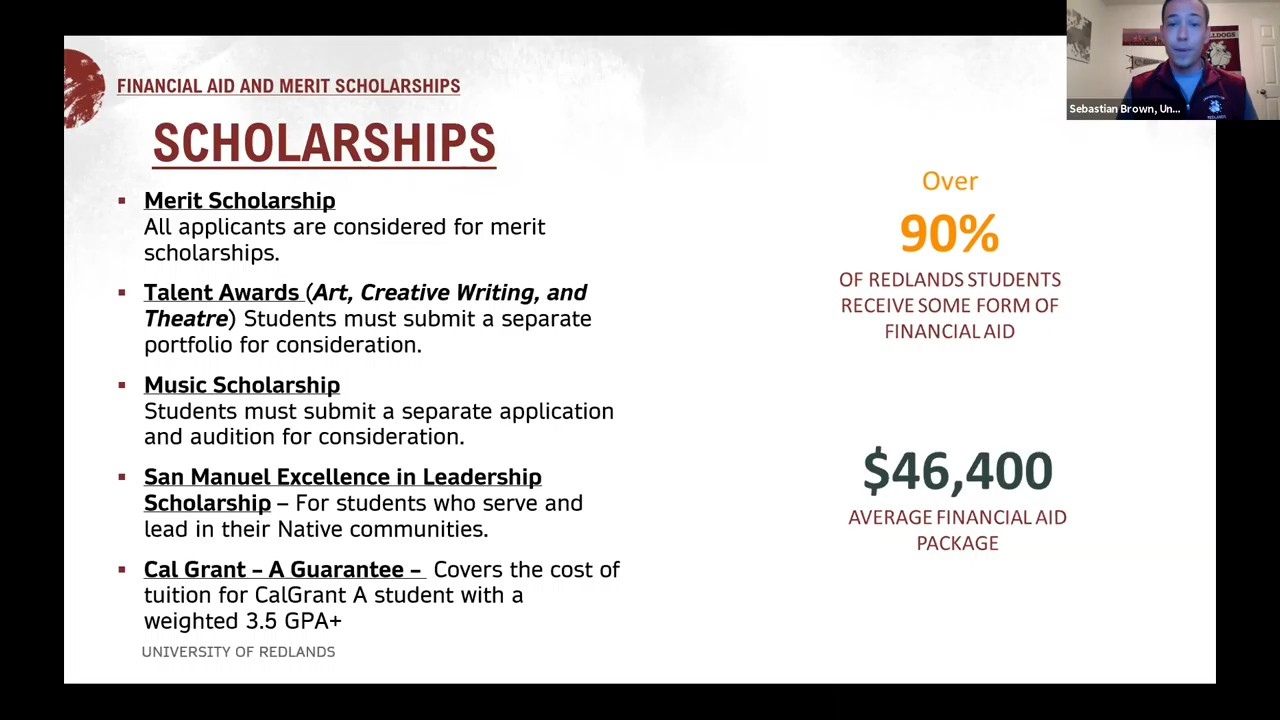 FINANCIAL AID AND MERIT SCHOLARSHIPS
SCHOLARSHIPS
▪ Merit Scholarship
All applicants are considered for merit
scholarships.
▪ Talent Awards (Art, Creative Writing, and
Theatre) Students must submit a separate
portfolio for consideration.
▪ Music Scholarship
Students must submit a separate application
and audition for consideration.
▪ San Manuel Excellence in Leadership
Scholarship – For students who serve and
lead in their Native communities.
▪ Cal Grant – A Guarantee – Covers the cost of
tuition for CalGrant A student with a
weighted 3.5 GPA+
UNIVERSITY OF REDLANDS
Over
90%
OF REDLANDS STUDENTS
RECEIVE SOME FORM OF
FINANCIAL AID
$46,400
AVERAGE FINANCIAL AID
PACKAGE
Sebastian Brown, Un...